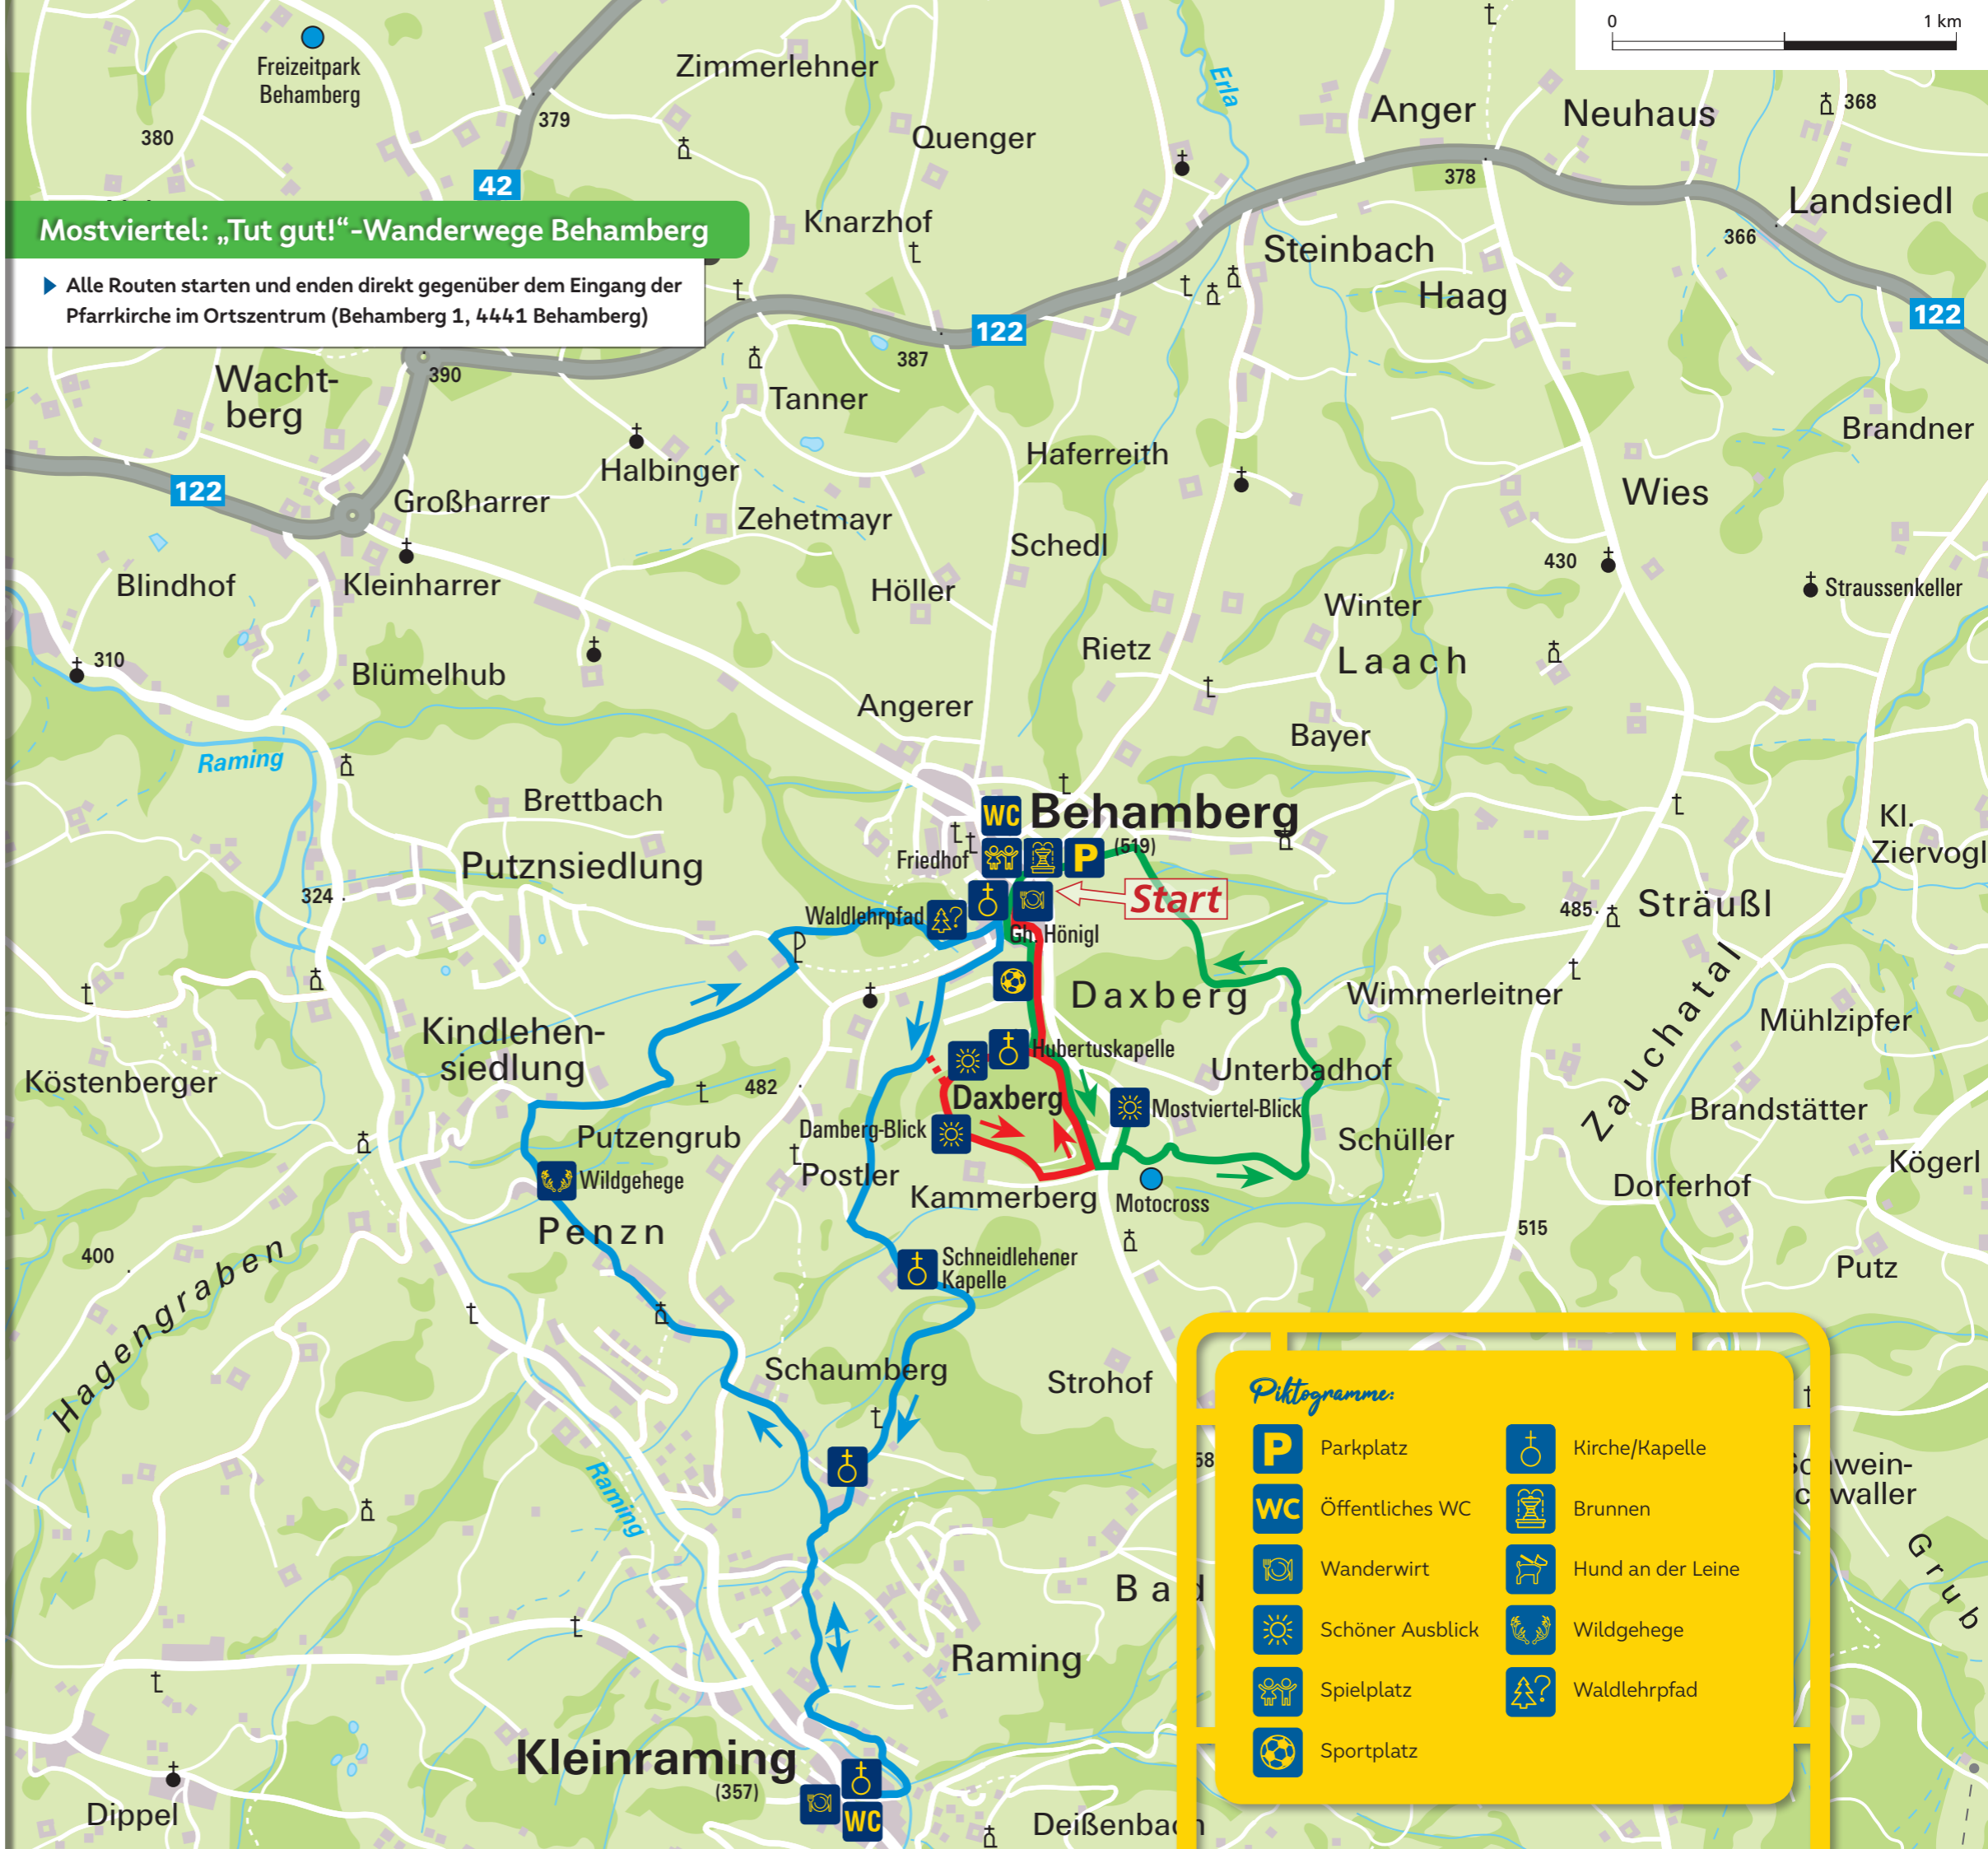 0 1 km
Freizeitpark
Behamberg
Zimmerlehner
Erla
Anger
Neuhaus
368
380
379
Quenger
42
378
Landsiedl
Mostviertel: „Tut gut!“-Wanderwege Behamberg
Knarzhof
366
Steinbach
Alle Routen starten und enden direkt gegenüber dem Eingang der
Pfarrkirche im Ortszentrum (Behamberg 1, 4441 Behamberg)
Haag
122
122
387
390
Wacht-
berg
Tanner
Brandner
Haferreith
Halbinger
122
Großharrer
Wies
Zehetmayr
Schedl
430
Blindhof
Kleinharrer
Höller
Straussenkeller
Winter
310
Rietz
Laach
Blümelhub
Angerer
Bayer
Raming
Brettbach
WC
Behamberg
(519)
Kl.
Ziervogl
Putznsiedlung
Friedhof
P
324
Start
485
Sträußl
Waldlehrpfad
Gh. Hönigl
Daxberg
Wimmerleitner
Zauchatal
Kindlehen-
siedlung
Mühlzipfer
Hubertuskapelle
Köstenberger
482
Unterbadhof
Daxberg
Mostviertel-Blick
Brandstätter
Putzengrub
Damberg-Blick
Schüller
Wildgehege
Postler
Kögerl
Kammerberg
Motocross
Dorferhof
Penzn
515
400
Schneidlehener
Kapelle
Putz
Hagengraben
Schaumberg
Strohof
Piktogramme:
P Parkplatz
Kirche/Kapelle
58
WC Öffentliches WC
Brunnen
Raming
Wanderwirt
Hund an der Leine
Grub
Schöner Ausblick
Wildgehege
Raming
Spielplatz
Waldlehrpfad
Sportplatz
Kleinraming
(357)
WC
Dippel